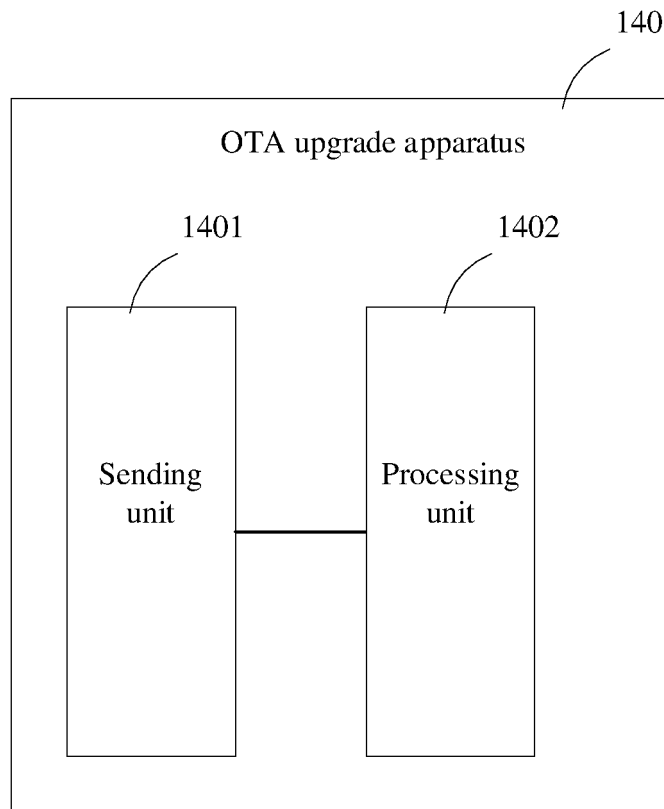 140
OTA upgrade apparatus
1401
1402
Sending
unit
Processing
unit